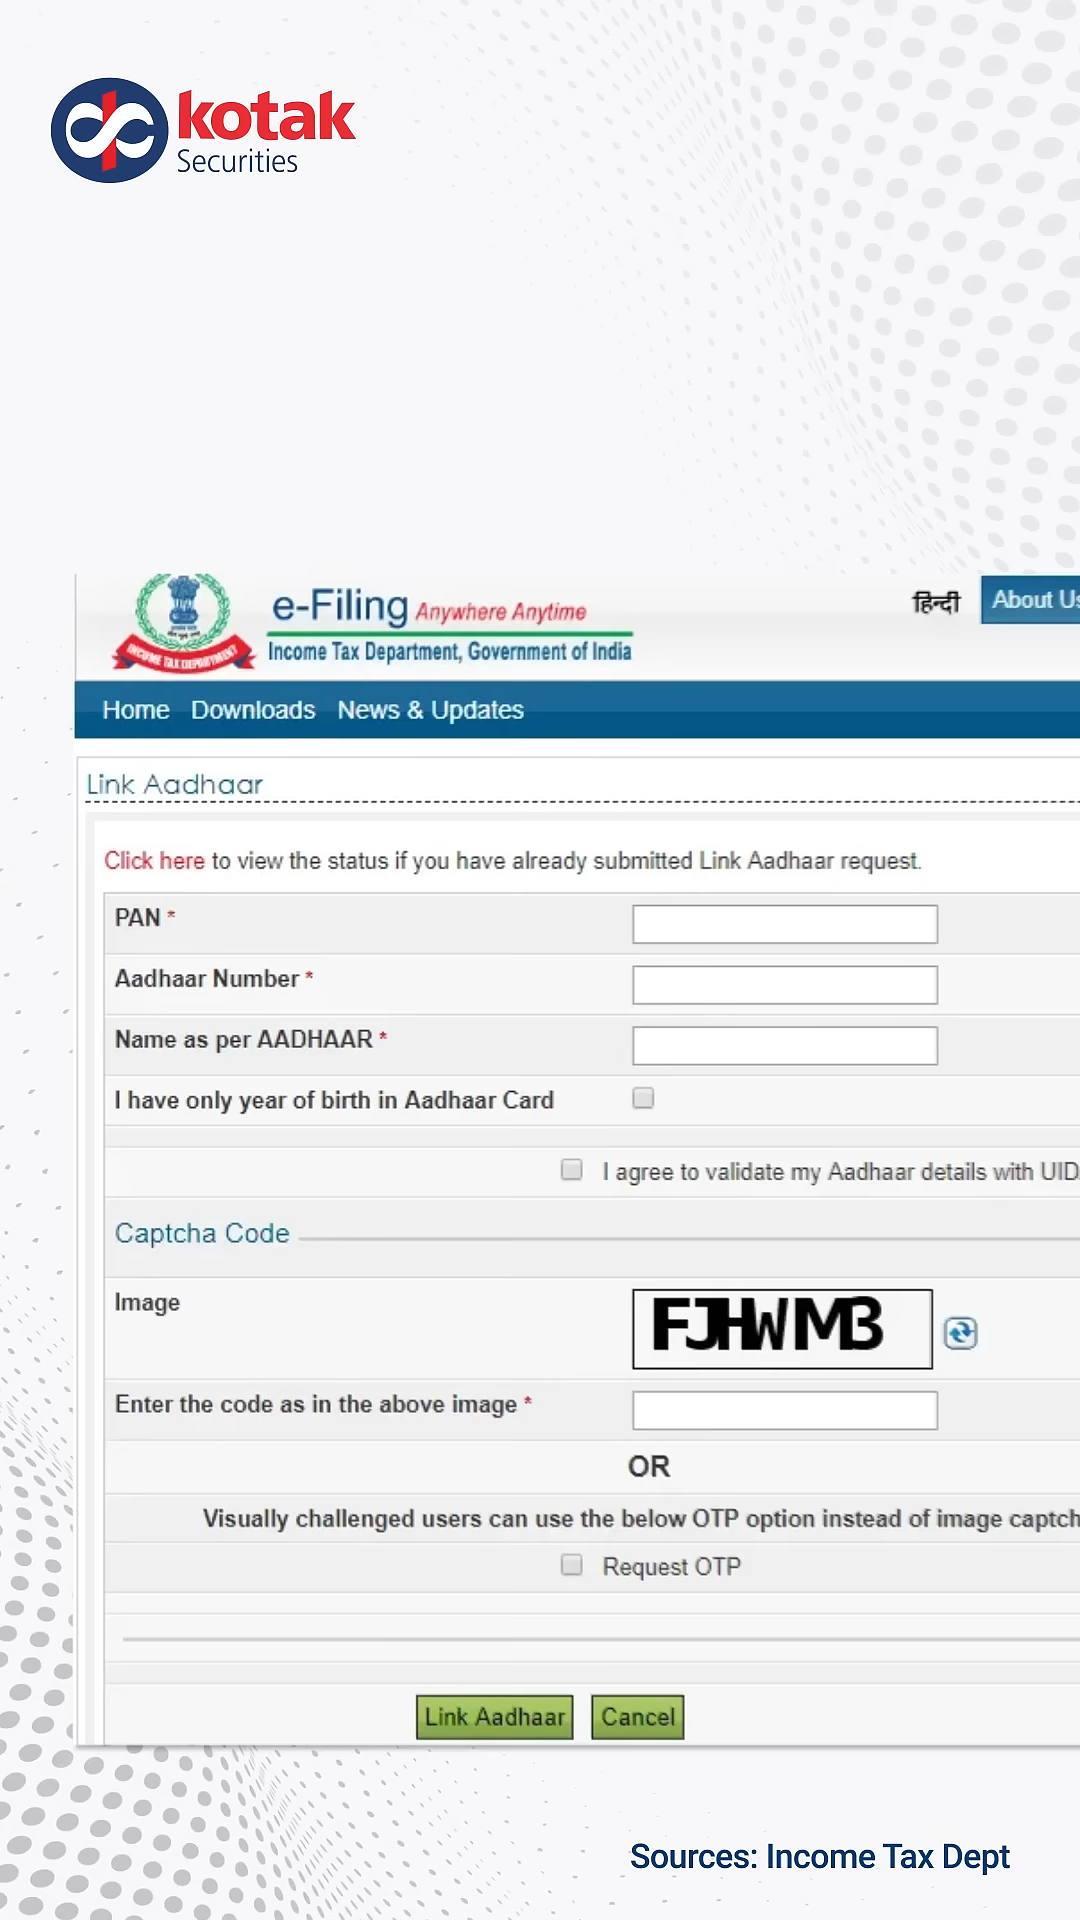 kotak
Securities
e-Filing Anywhere Anytime
Income Tax Department, Government of India
INCOME TAX DEPARTMENT
हिन्दी
About Us
Home Downloads News & Updates
Link Aadhaar
Click here to view the status if you have already submitted Link Aadhaar request.
PAN *
Aadhaar Number *
Name as per AADHAAR *
I have only year of birth in Aadhaar Card
I agree to validate my Aadhaar details with UID
Captcha Code
Image
FJHWM3
Enter the code as in the above image *
OR
Visually challenged users can use the below OTP option instead of image captch
Request OTP
Link Aadhaar
Cancel
Sources: Income Tax Dept